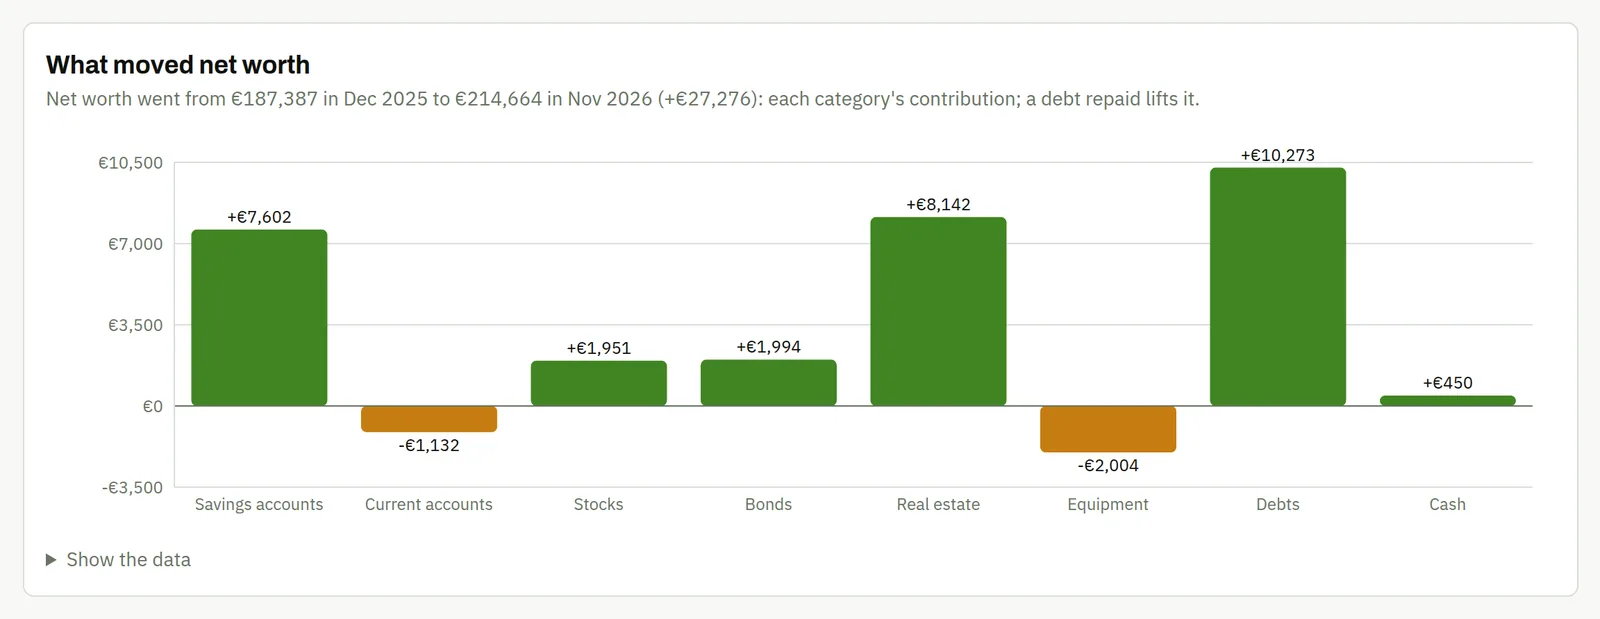 What moved net worth
Net worth went from €187,387 in Dec 2025 to €214,664 in Nov 2026 (+€27,276): each category's contribution; a debt repaid lifts it.
€10,500
€7,000
€3,500
€0
-€3,500
+€7,602
-€1,132
+€1,951
+€1,994
+€8,142
-€2,004
+€10,273
+€450
Savings accounts
Current accounts
Stocks
Bonds
Real estate
Equipment
Debts
Cash
Show the data